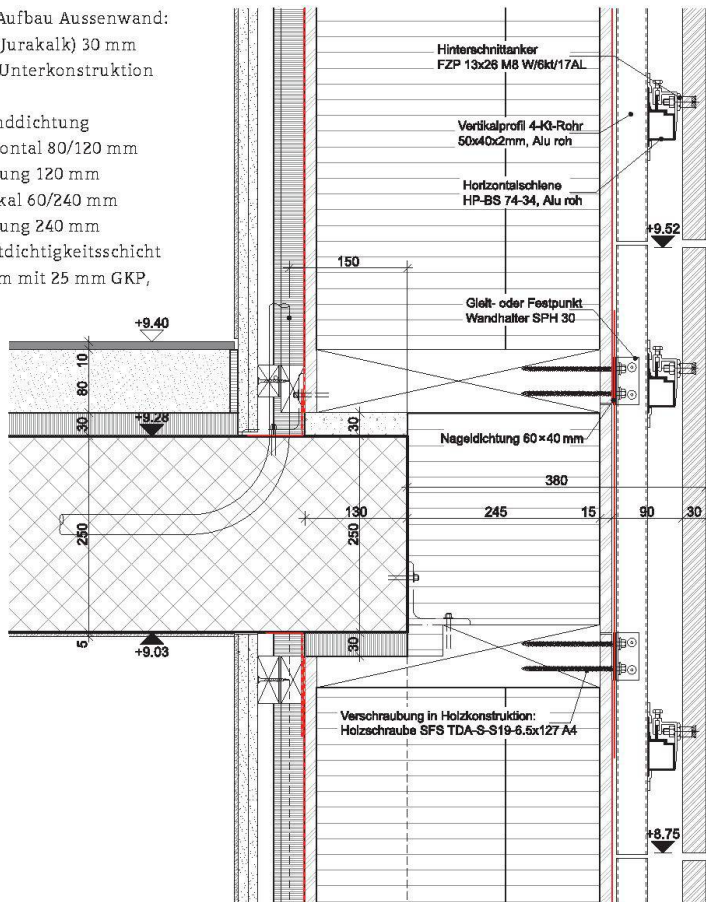 Aufbau Aussenwand:
(Jurakalk) 30 mm
Unterkonstruktion
nddichtung
ontal 80/120 mm
ung 120 mm
kal 60/240 mm
ung 240 mm
tdichtigkeitsschicht
m mit 25 mm GKP,
Hinterschnittanker
FZP 13x26 M8 W/6kt/17AL
Vertikalprofil 4-Kt-Rohr
50x40x2mm, Alu roh
Horizontalschiene
HP-BS 74-34, Alu roh
+9.52
150
Gleit- oder Festpunkt
Wandhalter SPH 30
+9.40
10
80
30
+9.28
30
Nageldichtung 60×40 mm
380
130
245
15
90
30
250
250
5
+9.03
30
Verschraubung in Holzkonstruktion:
Holzschraube SFS TDA-S-S19-6.5x127 A4
+8.75